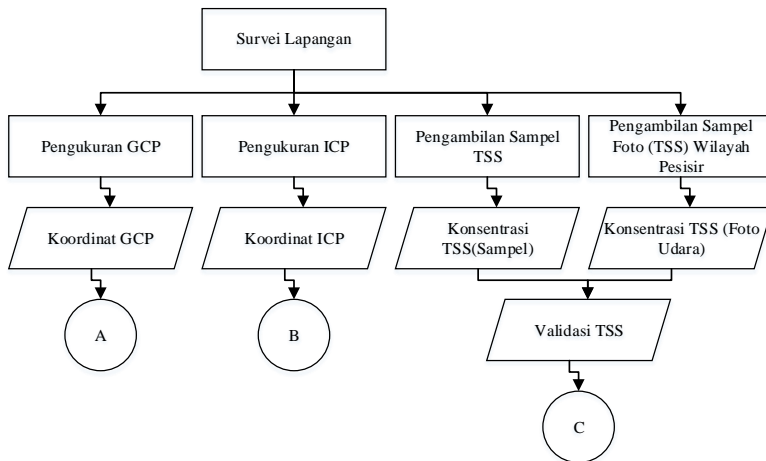 Survei Lapangan
Pengukuran GCP
Pengukuran ICP
Pengambilan Sampel
TSS
Pengambilan Sampel
Foto (TSS) Wilayah
Pesisir
Koordinat GCP
Koordinat ICP
Konsentrasi
TSS(Sampel)
Konsentrasi TSS (Foto
Udara)
A
B
Validasi TSS
C